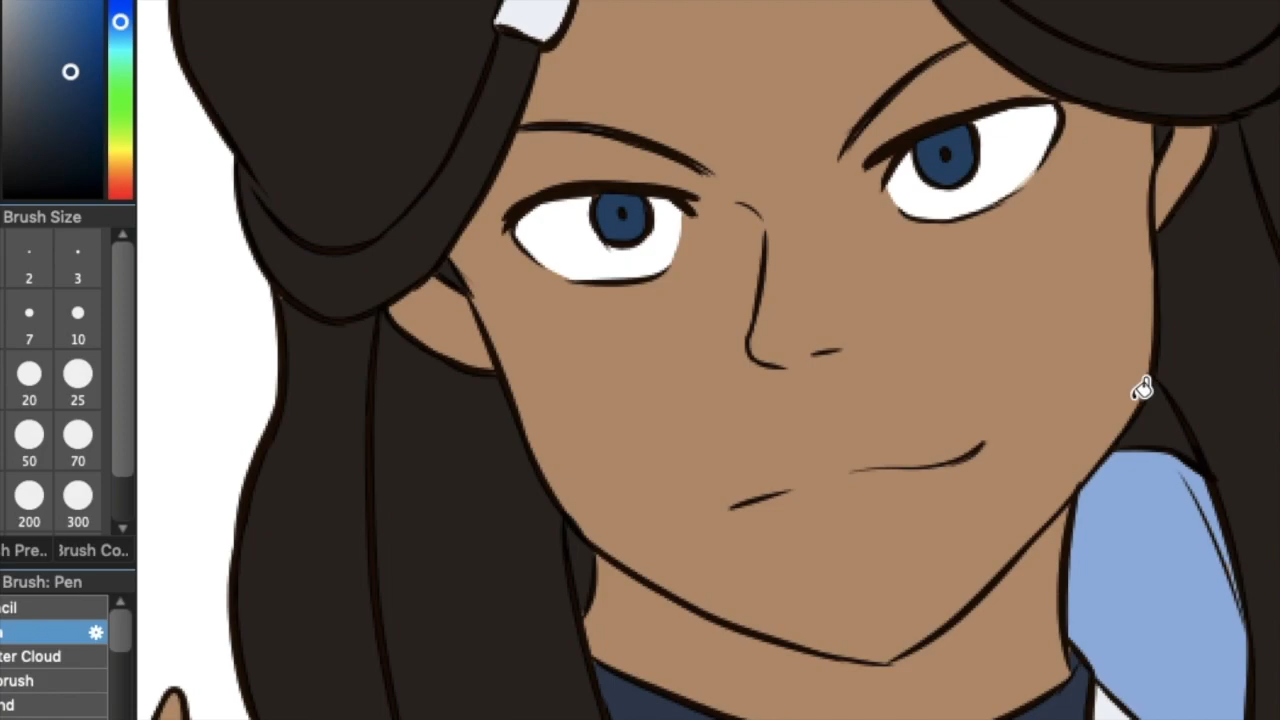 Brush Size
2 3
7 10
20 25
50 70
200 300
h Pre.. Brush Co..
Brush: Pen
cil
n
ter Cloud
brush
nd